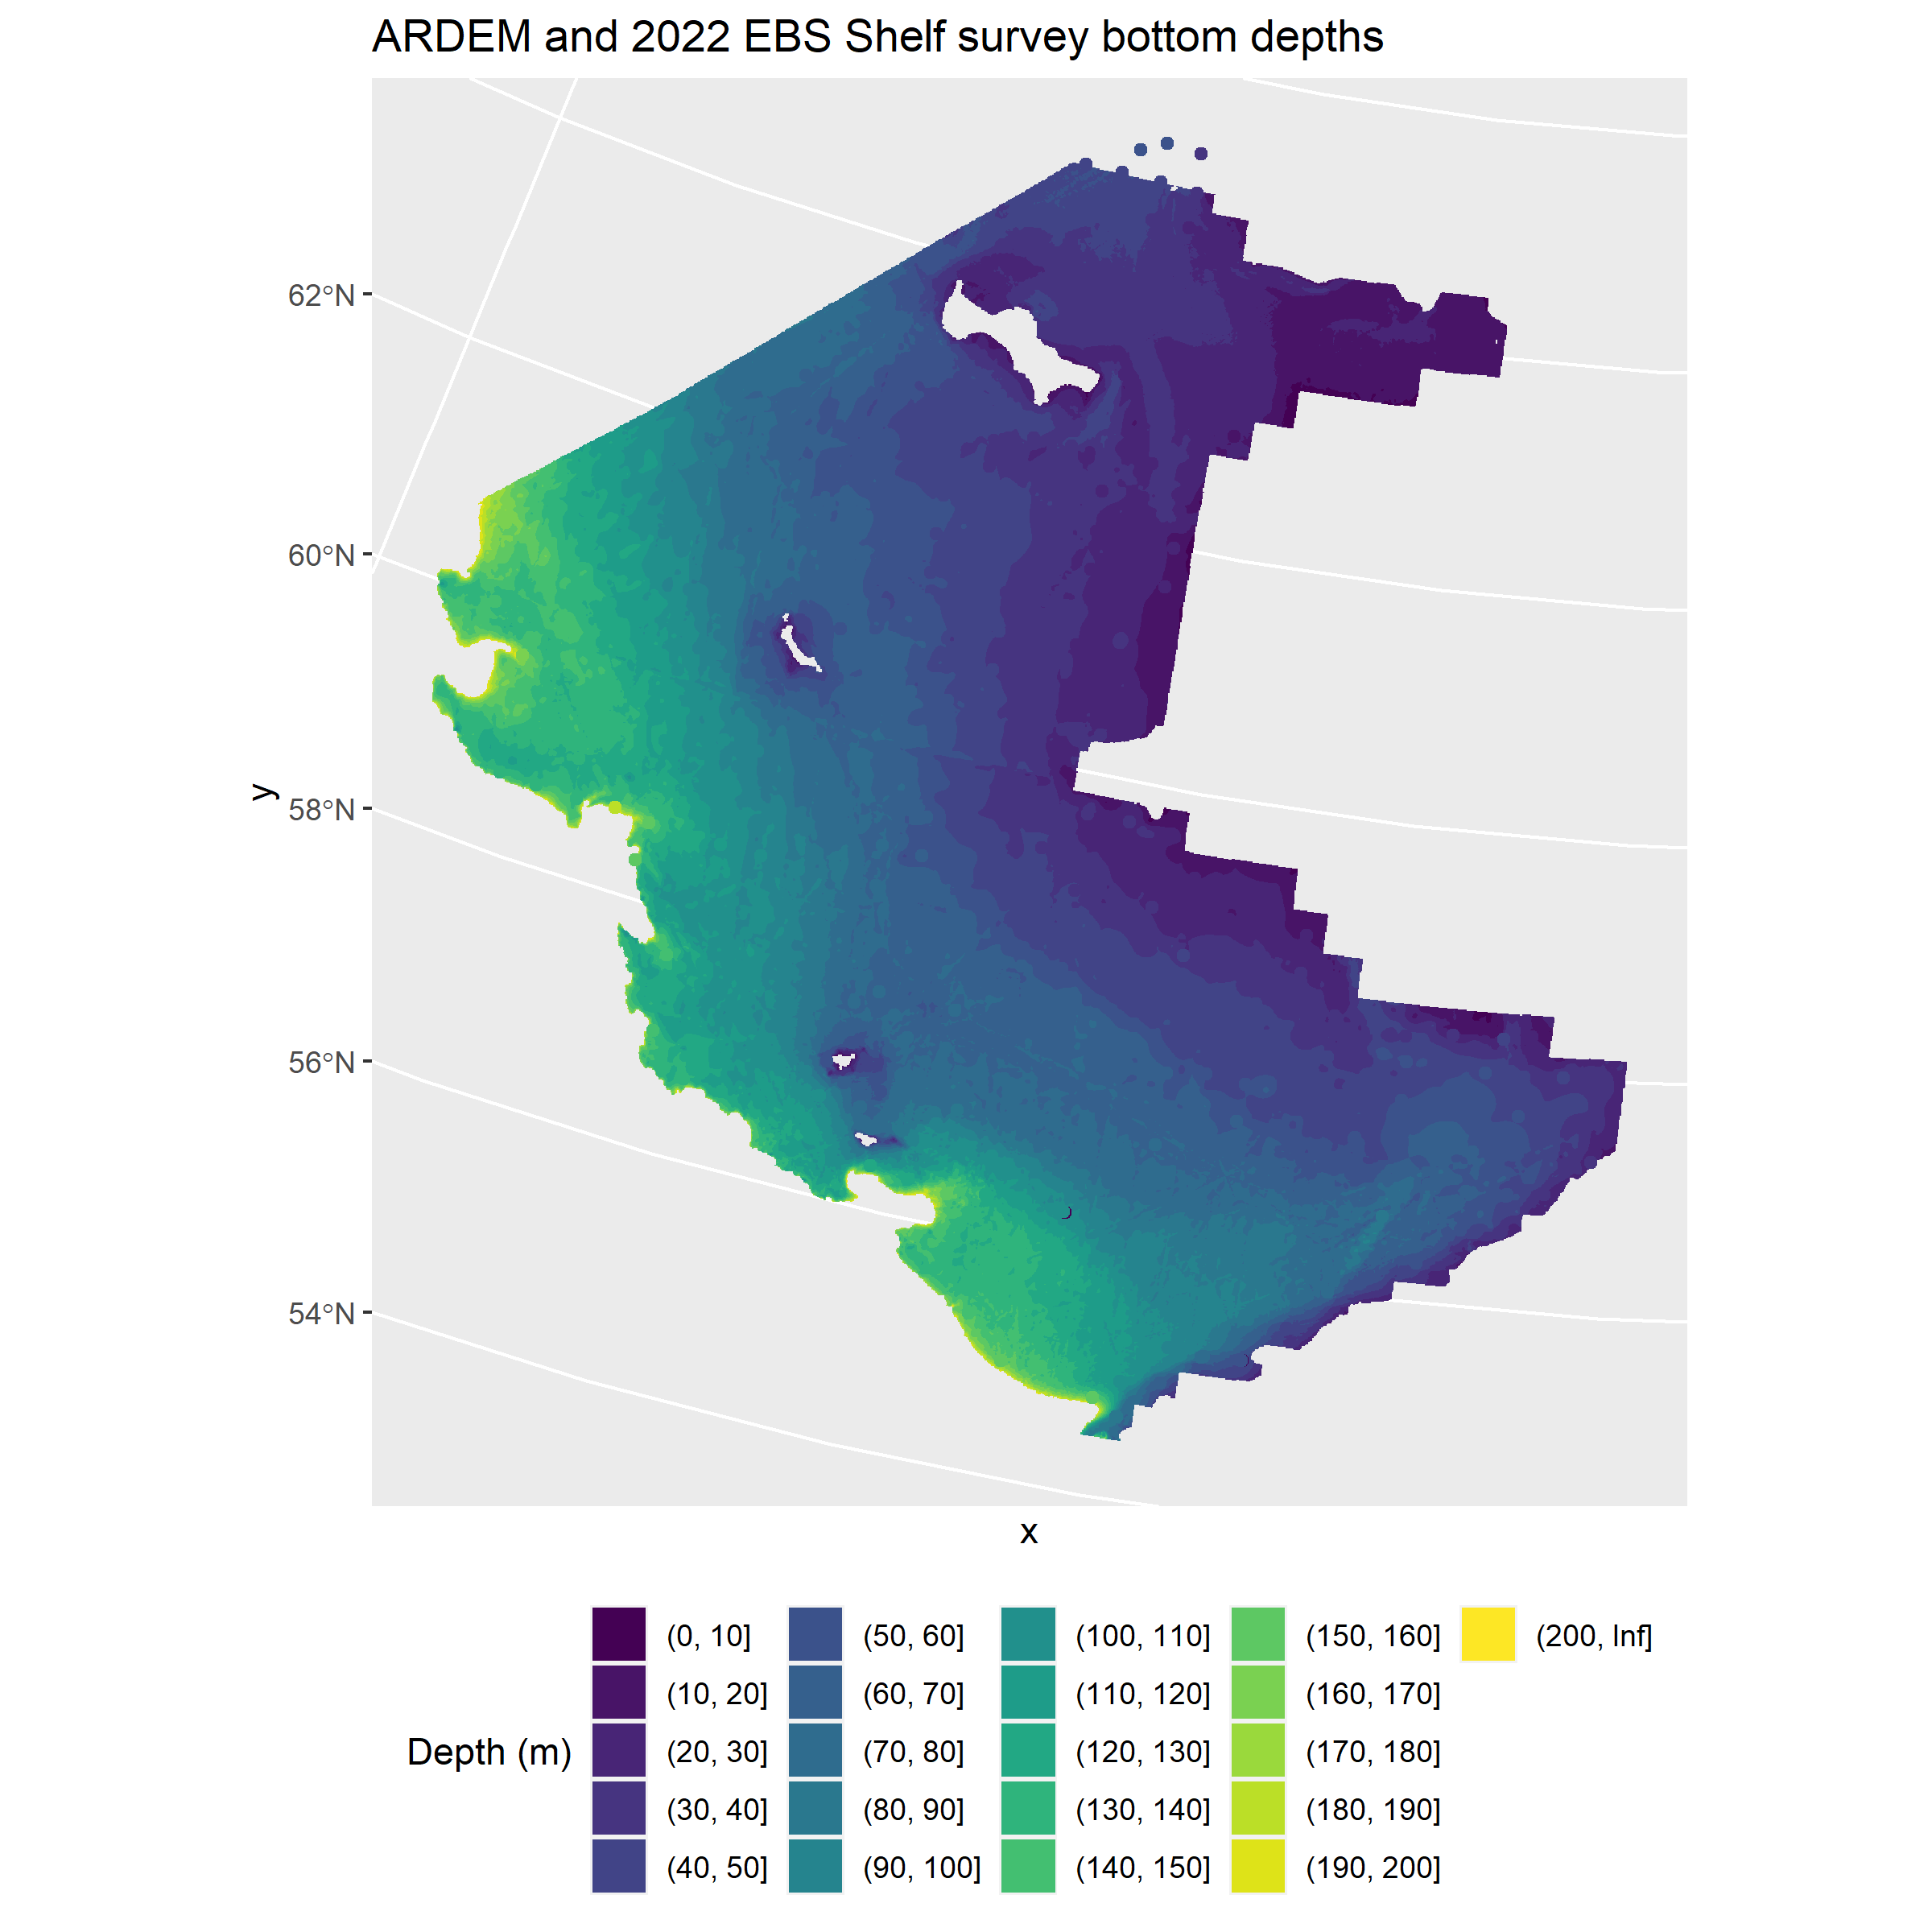 ARDEM and 2022 EBS Shelf survey bottom depths
62°N
60°N
58°N
56°N
54°N
y
x
Depth (m)
(0, 10] (50, 60] (100, 110] (150, 160] (200, Inf]
(10, 20] (60, 70] (110, 120] (160, 170]
(20, 30] (70, 80] (120, 130] (170, 180]
(30, 40] (80, 90] (130, 140] (180, 190]
(40, 50] (90, 100] (140, 150] (190, 200]